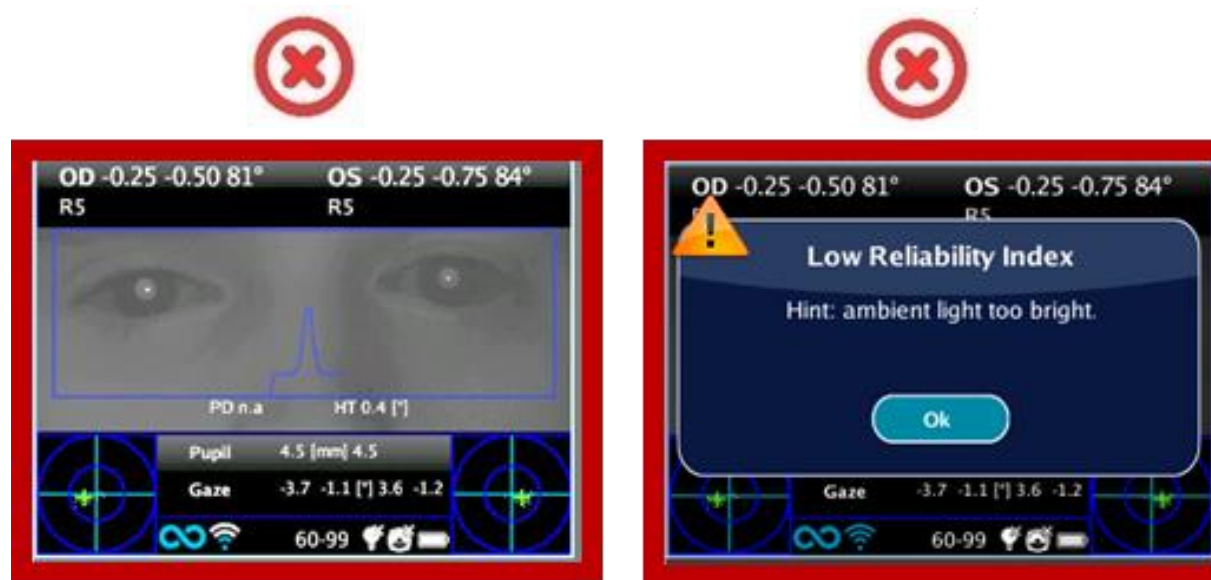 OD -0.25 -0.50 81° OS -0.25 -0.75 84°
R5 R5
PD n.a HT 0.4 [°]
Pupil 4.5 [mm] 4.5
Gaze -3.7 -1.1 [°] 3.6 -1.2
60-99
OD -0.25 -0.50 81° OS -0.25 -0.75 84°
R5
Low Reliability Index
Hint: ambient light too bright.
Ok
Gaze -3.7 -1.1 [°] 3.6 -1.2
60-99